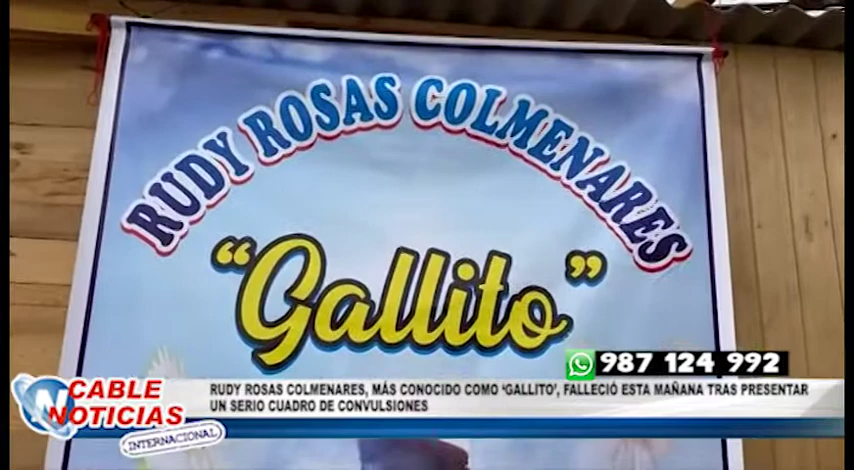 RUDY ROSAS COLMENARES
“Gallito”
987 124 992
CABLE NOTICIAS
INTERNACIONAL
RUDY ROSAS COLMENARES, MÁS CONOCIDO COMO ‘GALLITO’, FALLECIÓ ESTA MAÑANA TRAS PRESENTAR
UN SERIO CUADRO DE CONVULSIONES